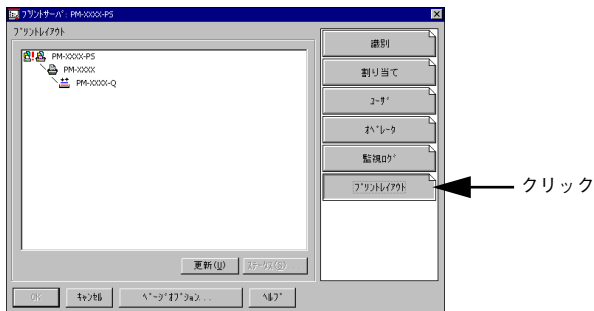 プリントサーバ: PM-XXXX-PS
プリントレイアウト
PM-XXXX-PS
PM-XXXX
PM-XXXX-Q
更新(U)
ステータス(S)
識別
割り当て
ユーザ
オペレータ
監視ログ
プリントレイアウト
クリック
OK
キャンセル
ページオプション...
ヘルプ